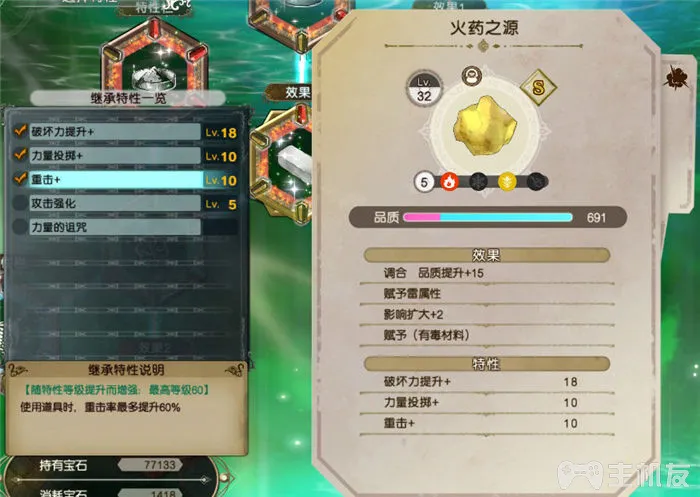 特性
效果1
继承特性一览
效果
破坏力提升+ Lv.18
力量投掷+ Lv.10
重击+ Lv.10
攻击强化 Lv.5
力量的诅咒
效果2
继承特性说明
【随特性等级提升而增强：最高等级60】
使用道具时，重击率最多提升60%
持有宝石 77133
消耗宝石 1418
火药之源
Lv.
32
S
5
品质 691
效果
调合 品质提升+15
赋予雷属性
影响扩大+2
赋予（有毒材料）
特性
破坏力提升+ 18
力量投掷+ 10
重击+ 10
主机友